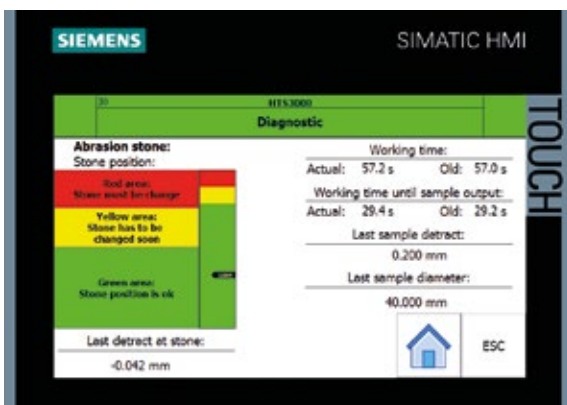 SIEMENS
SIMATIC HMI
TOUCH
HTS3000
Diagnostic
Abrasion stone:
Stone position:
Red area:
Stone must be change
Yellow area:
Stone has to be
changed soon
Green area:
Stone position is ok
Last detrect at stone:
-0.042 mm
Working time:
Actual: 57.2 s Old: 57.0 s
Working time until sample output:
Actual: 29.4 s Old: 29.2 s
Last sample detract:
0.200 mm
Last sample diameter:
40.000 mm
ESC